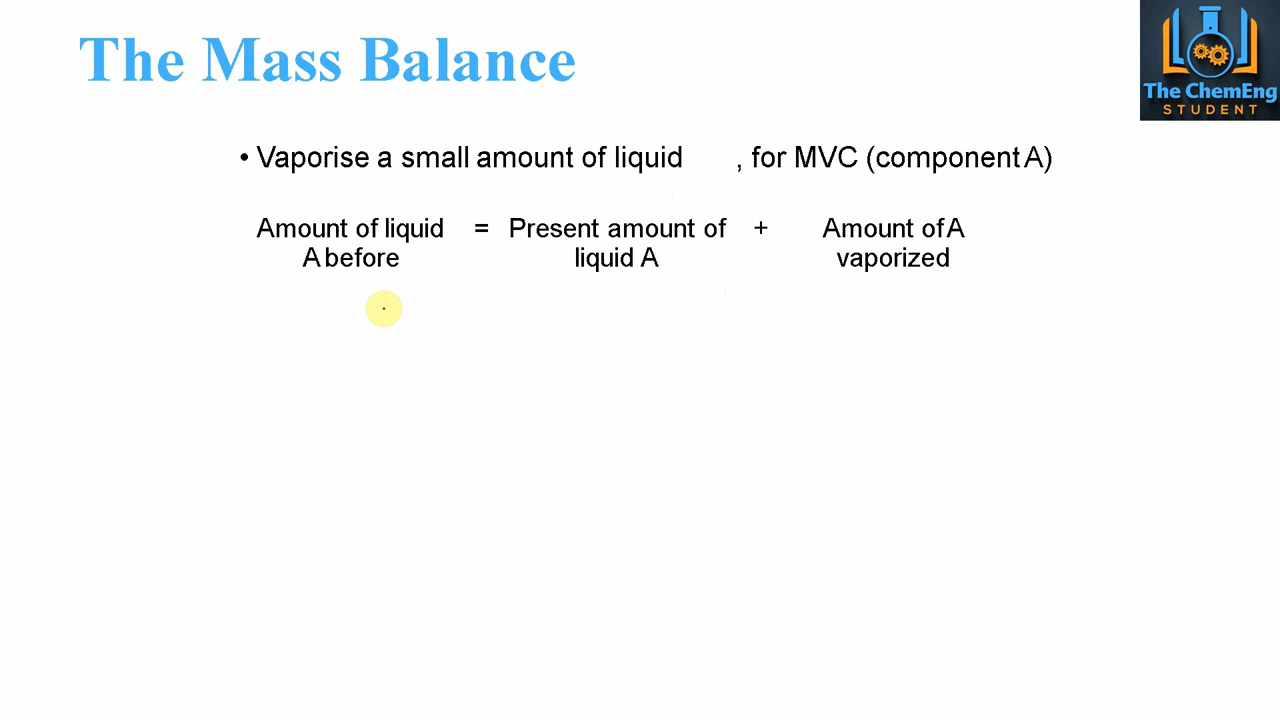 The Mass Balance
The ChemEng
STUDENT
• Vaporise a small amount of liquid , for MVC (component A)
Amount of liquid = Present amount of + Amount of A
A before liquid A vaporized